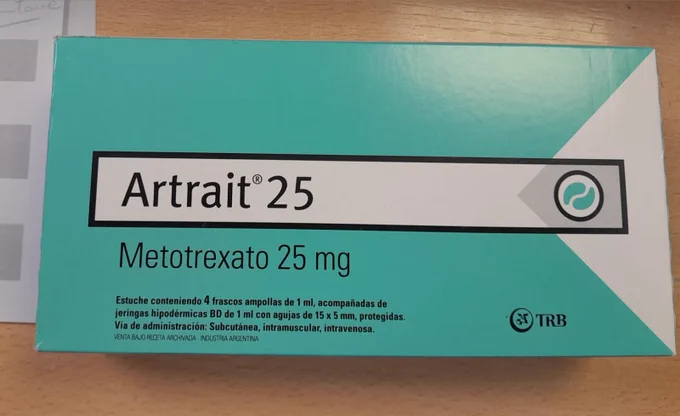 Artrait® 25
Metotrexato 25 mg
Estuche conteniendo 4 frascos ampollas de 1 ml, acompañadas de
jeringas hipodérmicas BD de 1 ml con agujas de 15 x 5 mm, protegidas.
Vía de administración: Subcutánea, intramuscular, intravenosa.
VENTA BAJO RECETA ARCHIVADA - INDUSTRIA ARGENTINA
TRB